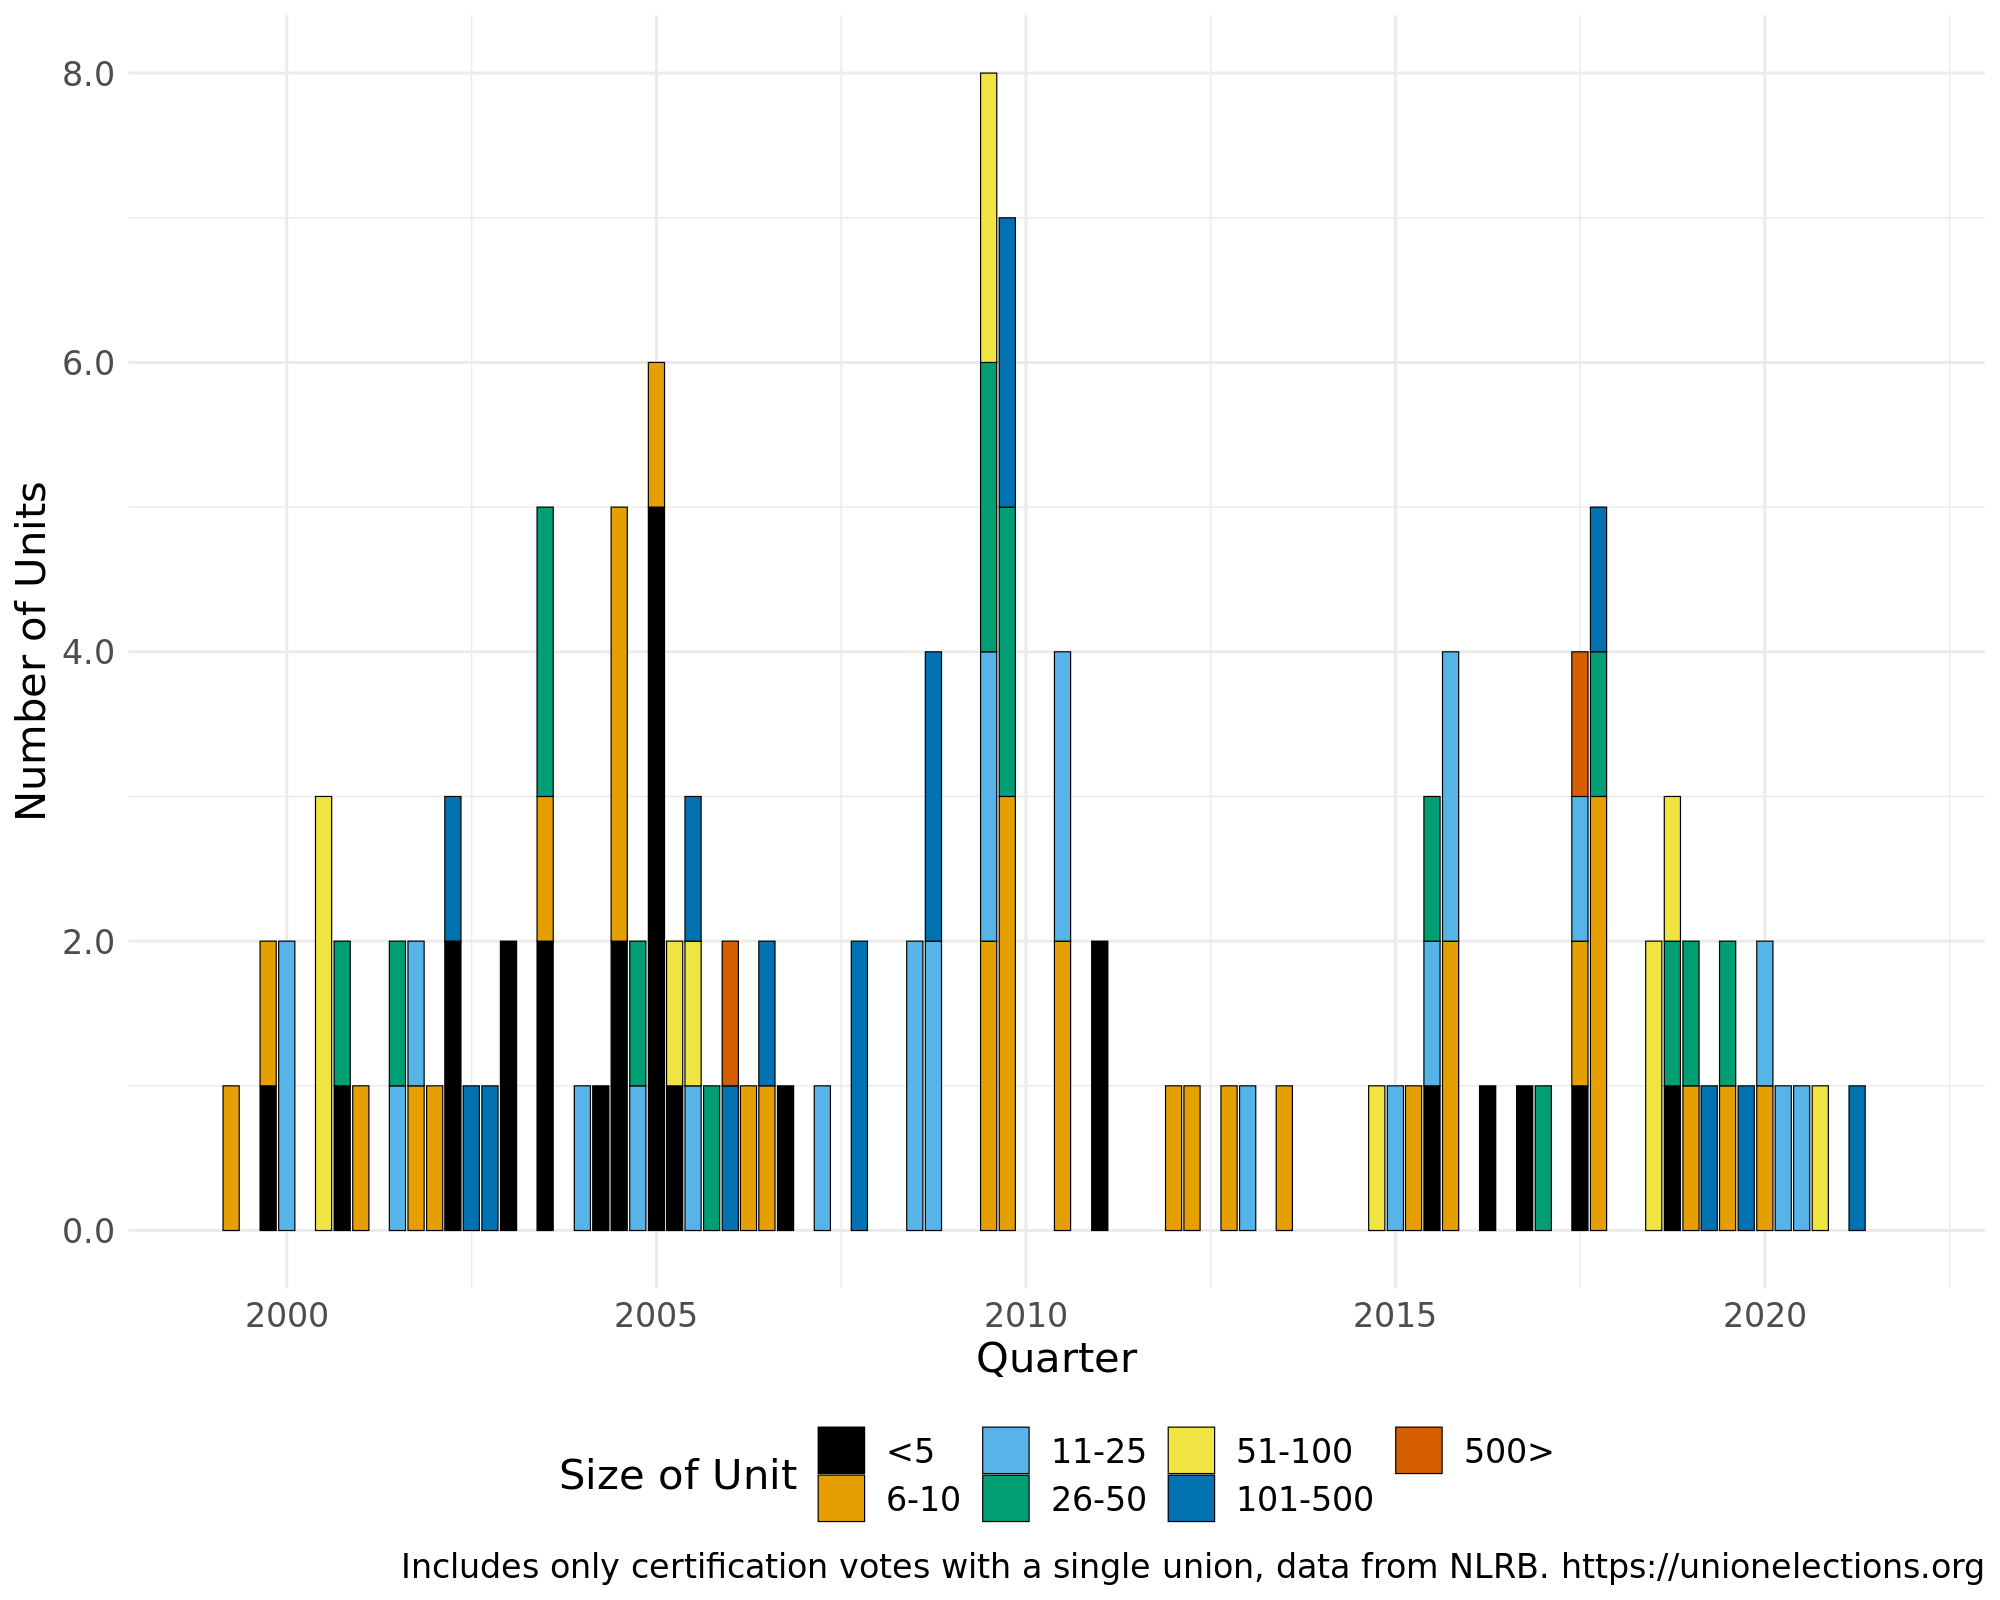 8.0
6.0
4.0
2.0
0.0
Number of Units
2000 2005 2010 2015 2020
Quarter
Size of Unit
<5 11-25 51-100 500>
6-10 26-50 101-500
Includes only certification votes with a single union, data from NLRB. https://unionelections.org